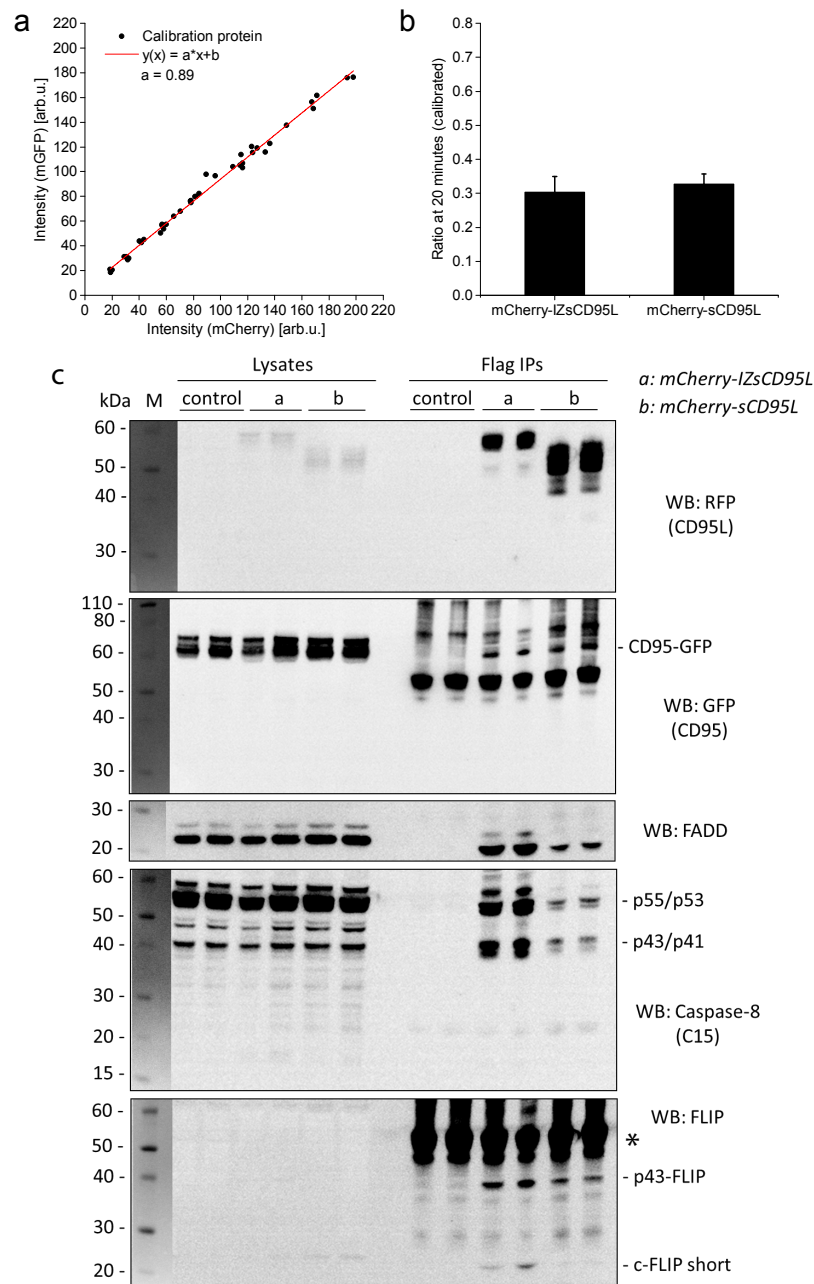 a
220
200
180
160
140
120
100
80
60
40
20
0
Intensity (mGFP) [arb.u.]
Calibration protein
y(x) = a*x+b
a = 0.89
0 20 40 60 80 100 120 140 160 180 200 220
Intensity (mCherry) [arb.u.]
b
0.8
0.7
0.6
0.5
0.4
0.3
0.2
0.1
0.0
Ratio at 20 minutes (calibrated)
mCherry-IZsCD95L mCherry-sCD95L
c
Lysates Flag IPs
a: mCherry-IZsCD95L
b: mCherry-sCD95L
kDa M control a b control a b
60 -
50 -
40 -
30 -
WB: RFP
(CD95L)
110 -
80 -
60 -
50 -
40 -
30 -
- CD95-GFP
WB: GFP
(CD95)
30 -
20 -
WB: FADD
60 -
50 -
40 -
30 -
20 -
15 -
- p55/p53
- p43/p41
WB: Caspase-8
(C15)
60 -
50 -
40 -
30 -
20 -
WB: FLIP
*
- p43-FLIP
- c-FLIP short